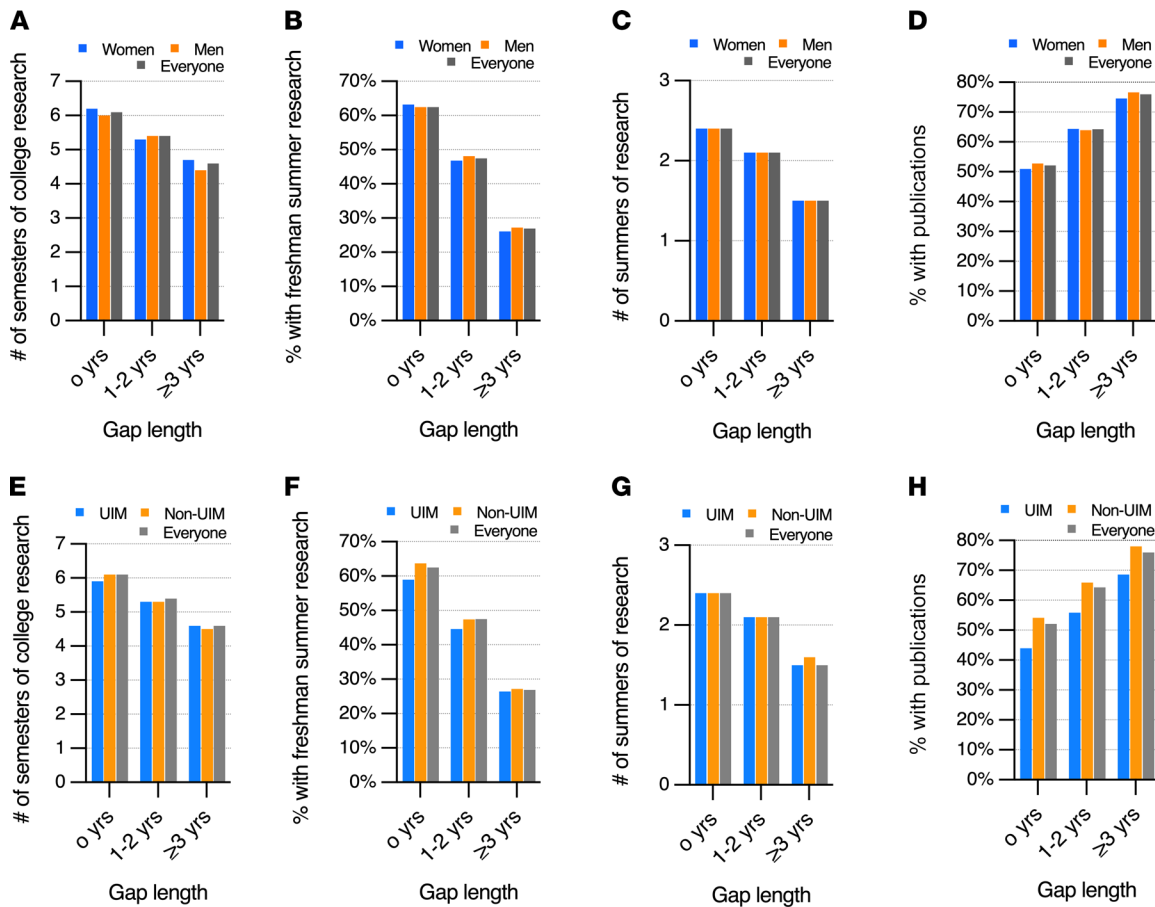 A
Women Men
Everyone
# of semesters of college research
7
6
5
4
3
2
1
0
0 yrs
1-2 yrs
≥3 yrs
Gap length
B
Women Men
Everyone
% with freshman summer research
70%
60%
50%
40%
30%
20%
10%
0%
0 yrs
1-2 yrs
≥3 yrs
Gap length
C
Women Men
Everyone
# of summers of research
3
2
1
0
0 yrs
1-2 yrs
≥3 yrs
Gap length
D
Women Men
Everyone
% with publications
80%
70%
60%
50%
40%
30%
20%
10%
0%
0 yrs
1-2 yrs
≥3 yrs
Gap length
E
UIM Non-UIM
Everyone
# of semesters of college research
7
6
5
4
3
2
1
0
0 yrs
1-2 yrs
≥3 yrs
Gap length
F
UIM Non-UIM
Everyone
% with freshman summer research
70%
60%
50%
40%
30%
20%
10%
0%
0 yrs
1-2 yrs
≥3 yrs
Gap length
G
UIM Non-UIM
Everyone
# of summers of research
3
2
1
0
0 yrs
1-2 yrs
≥3 yrs
Gap length
H
UIM Non-UIM
Everyone
% with publications
80%
70%
60%
50%
40%
30%
20%
10%
0%
0 yrs
1-2 yrs
≥3 yrs
Gap length